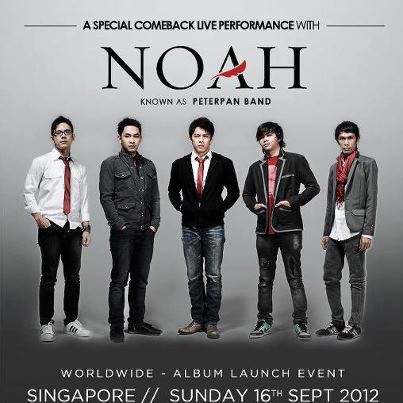 A SPECIAL COMEBACK LIVE PERFORMANCE WITH
NOAH
KNOWN AS PETERPAN BAND
WORLDWIDE - ALBUM LAUNCH EVENT
SINGAPORE // SUNDAY 16TH SEPT 2012